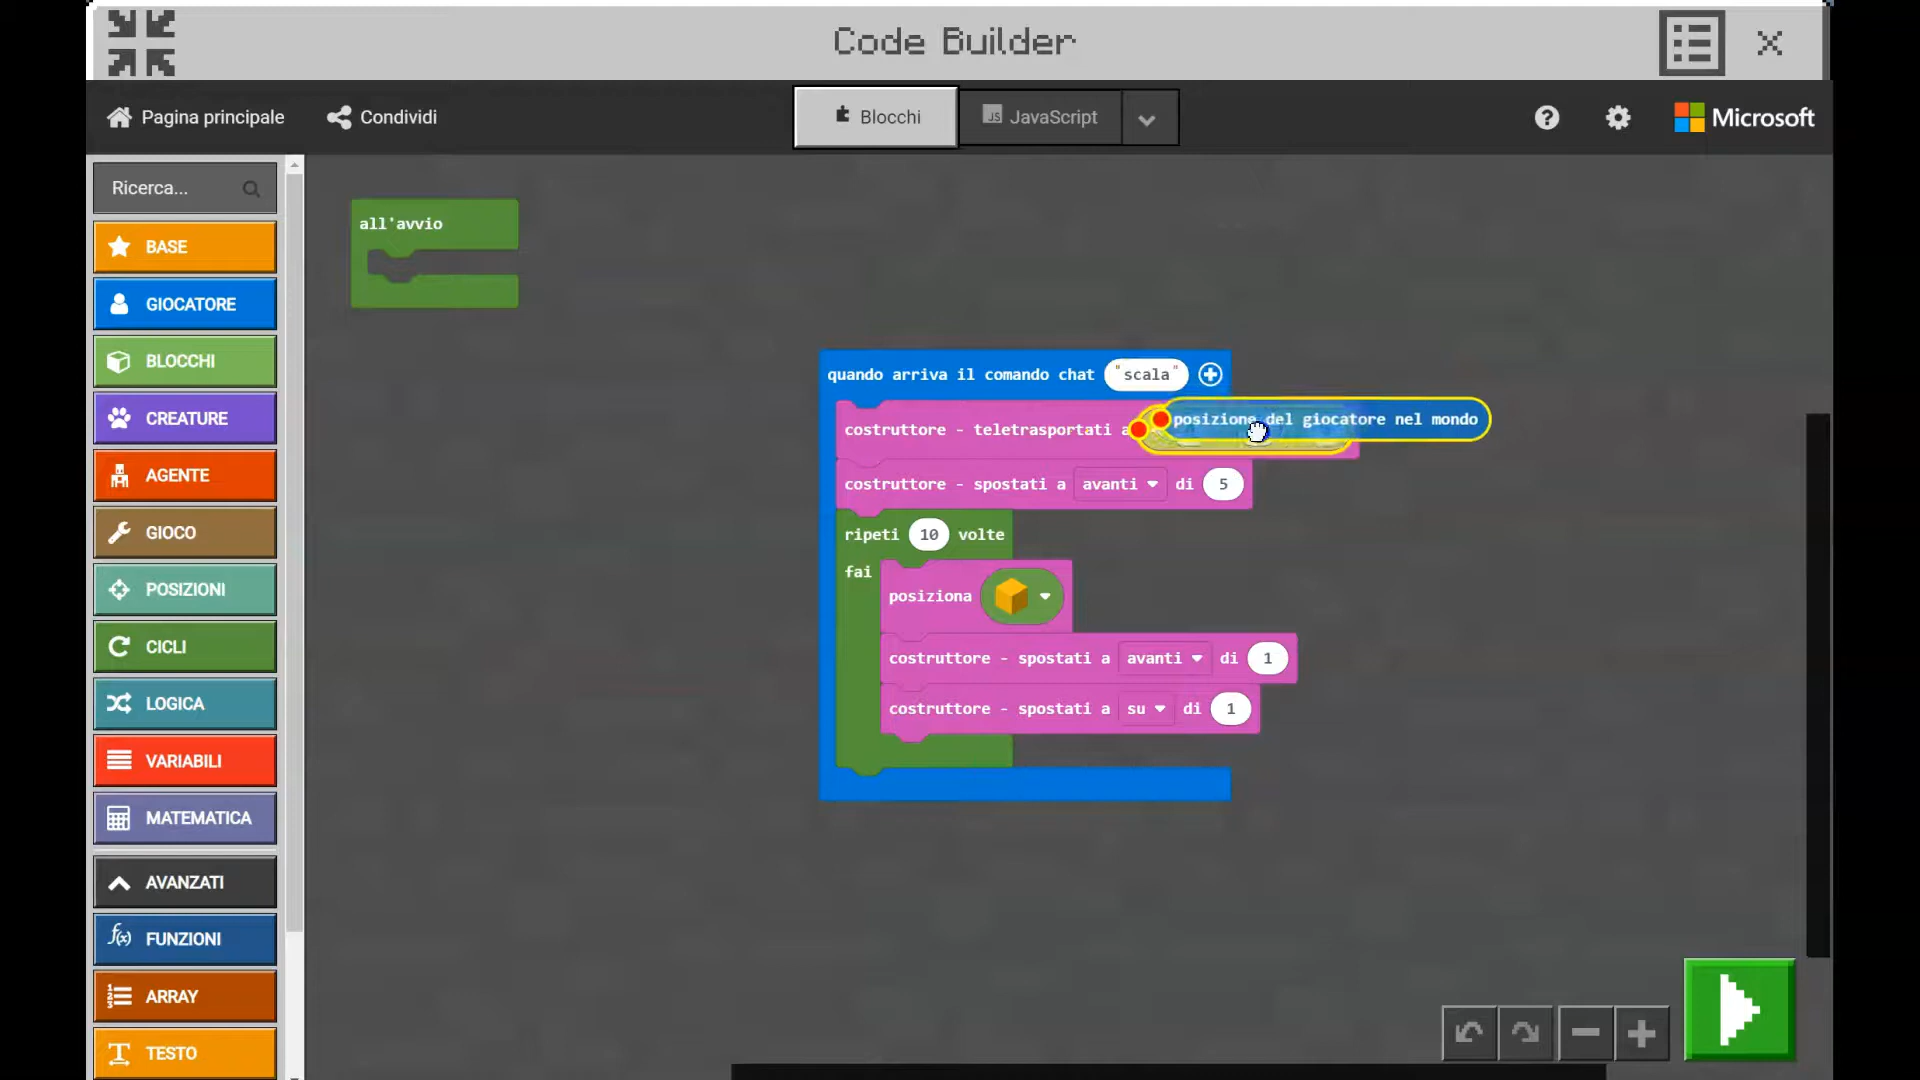 Code Builder
Pagina principale
Condividi
Blocchi
JS JavaScript
?
Microsoft
Ricerca...
BASE
GIOCATORE
BLOCCHI
CREATURE
AGENTE
GIOCO
POSIZIONI
CICLI
LOGICA
VARIABILI
MATEMATICA
AVANZATI
f(x) FUNZIONI
ARRAY
TESTO
all'avvio
quando arriva il comando chat "scala"
costruttore - teletrasportati a posizione del giocatore nel mondo
costruttore - spostati a avanti di 5
ripeti 10 volte
fai
posiziona
costruttore - spostati a avanti di 1
costruttore - spostati a su di 1